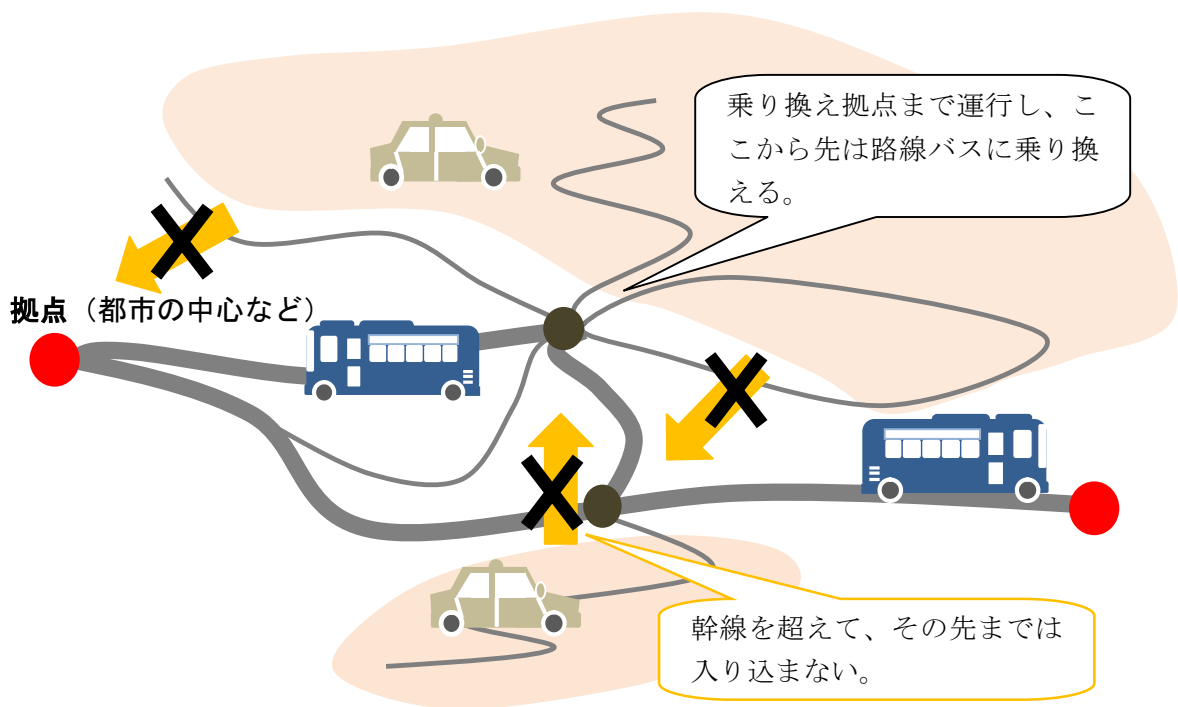 乗り換え拠点まで運行し、こ
こから先は路線バスに乗り換
える。
拠点（都市の中心など）
幹線を超えて、その先までは
入り込まない。